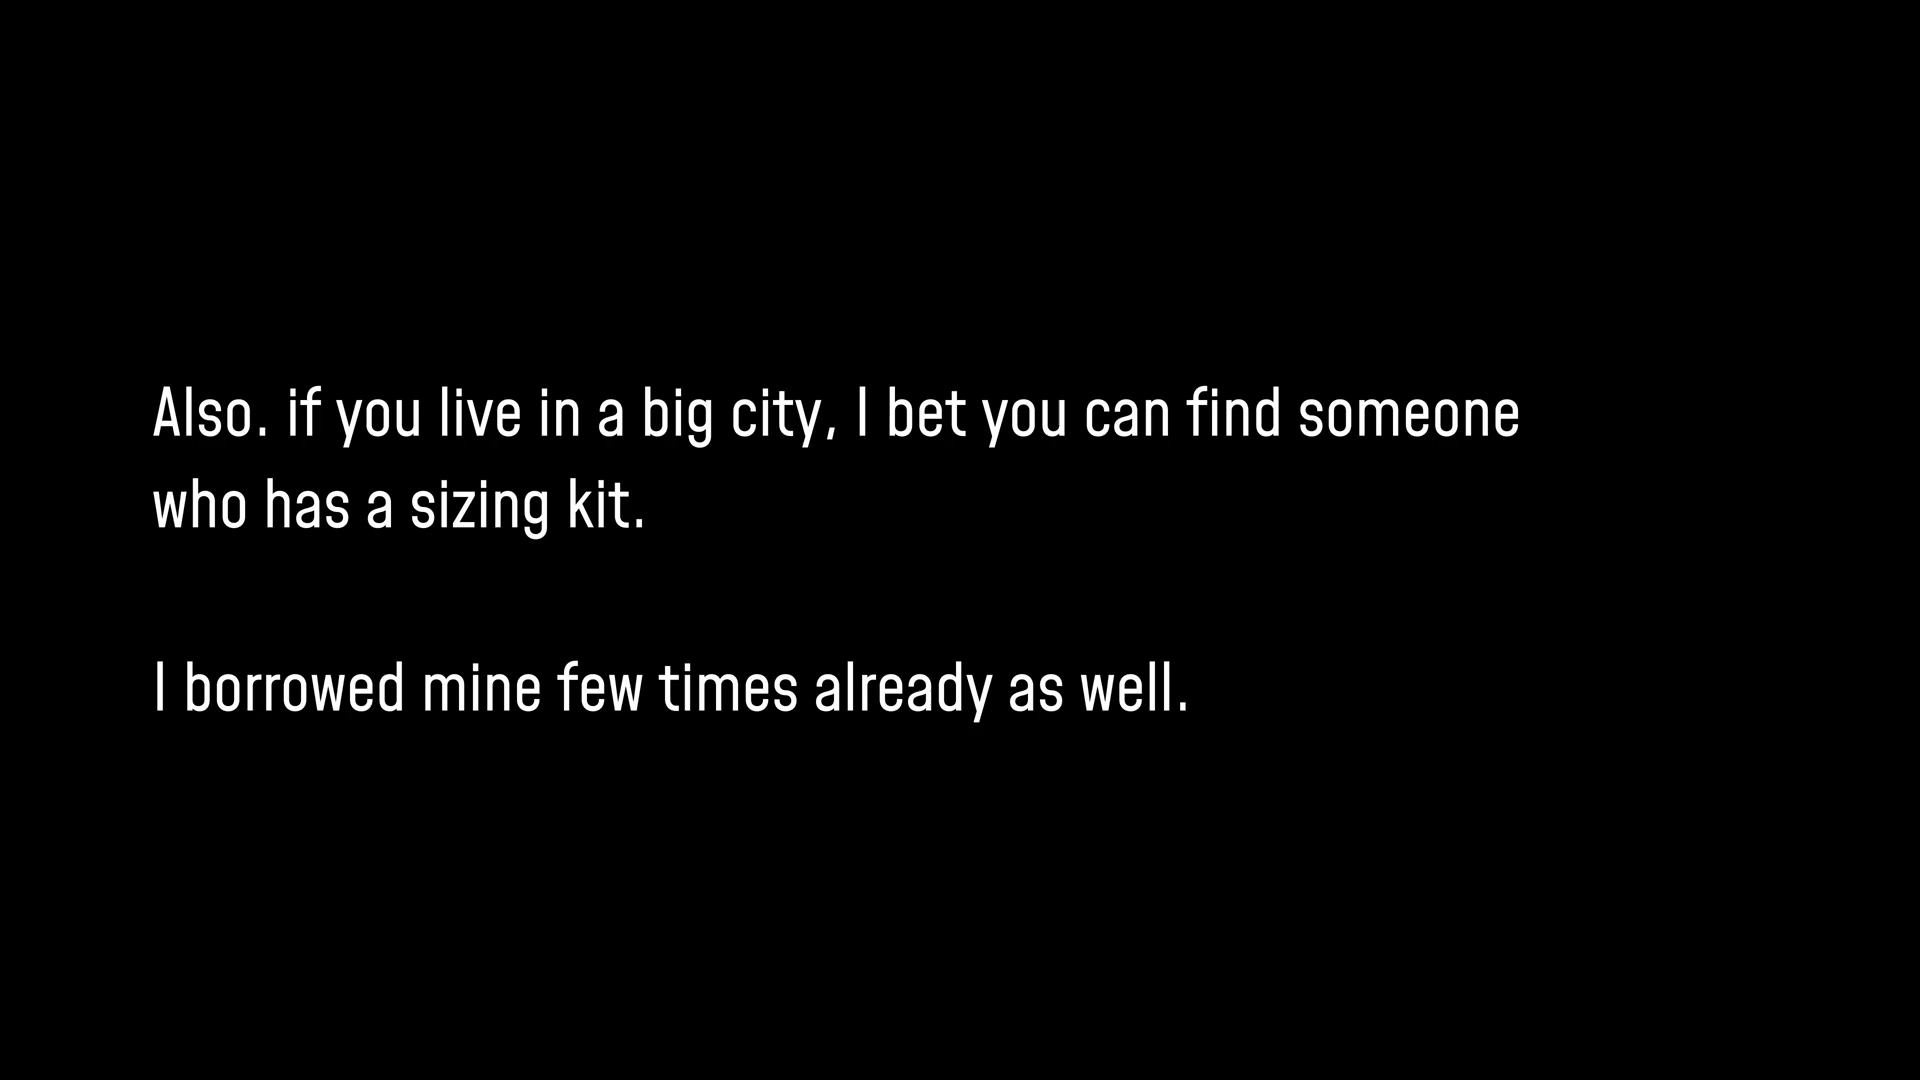 Also. if you live in a big city, I bet you can find someone
who has a sizing kit.
I borrowed mine few times already as well.